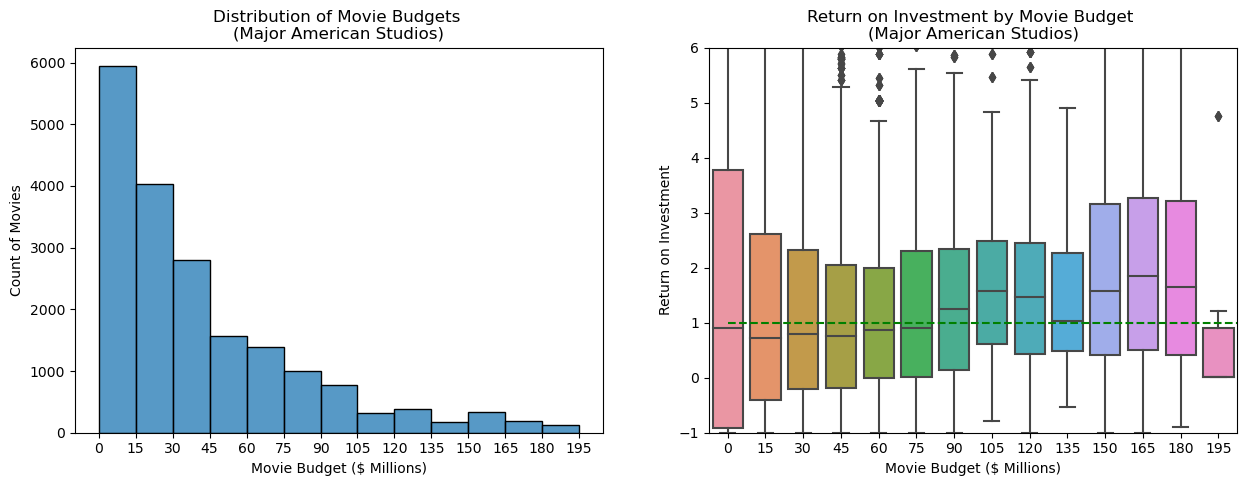 Distribution of Movie Budgets
(Major American Studios)
Count of Movies
6000
5000
4000
3000
2000
1000
0
0 15 30 45 60 75 90 105 120 135 150 165 180 195
Movie Budget ($ Millions)
Return on Investment by Movie Budget
(Major American Studios)
Return on Investment
6
5
4
3
2
1
0
−1
0 15 30 45 60 75 90 105 120 135 150 165 180 195
Movie Budget ($ Millions)